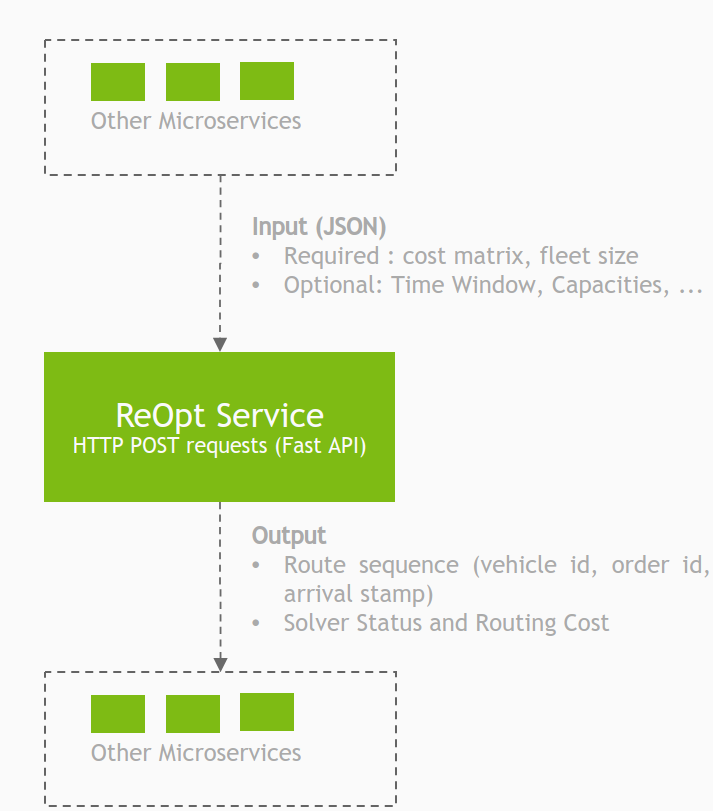 Other Microservices
Input (JSON)
• Required : cost matrix, fleet size
• Optional: Time Window, Capacities, ...
ReOpt Service
HTTP POST requests (Fast API)
Output
• Route sequence (vehicle id, order id,
arrival stamp)
• Solver Status and Routing Cost
Other Microservices